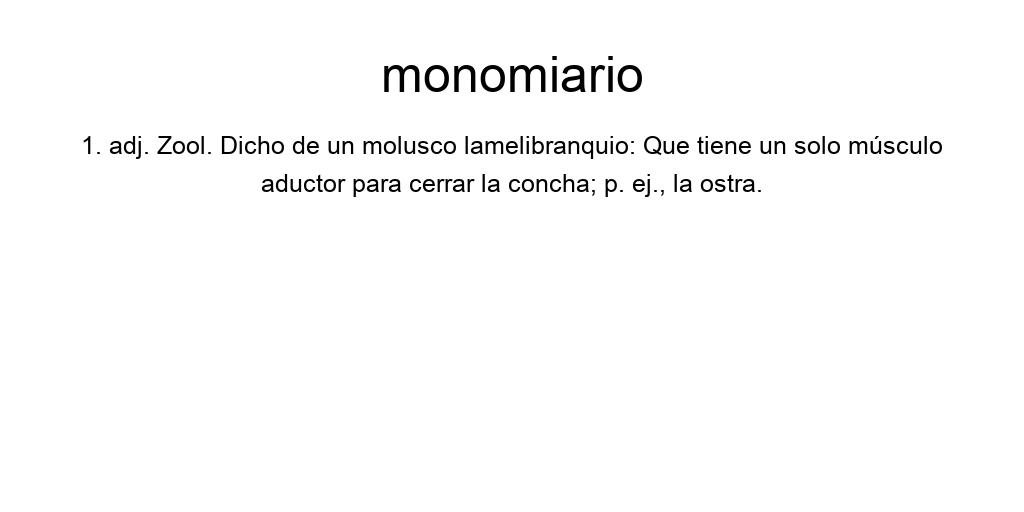 monomiario
1. adj. Zool. Dicho de un molusco lamelibranquio: Que tiene un solo músculo
aductor para cerrar la concha; p. ej., la ostra.